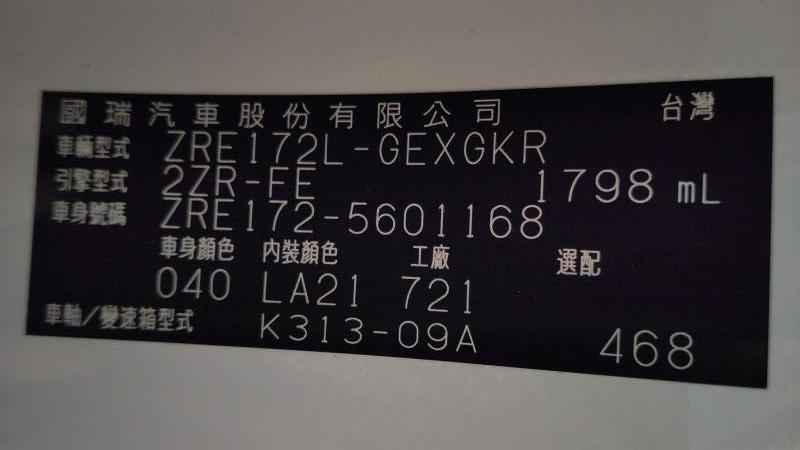 國瑞汽車股份有限公司 台灣
車輛型式 ZRE172L-GEXGKR
引擎型式 2ZR-FE 1798 mL
車身號碼 ZRE172-5601168
車身顏色 內裝顏色 工廠 選配
040 LA21 721
車軸/變速箱型式 K313-09A 468